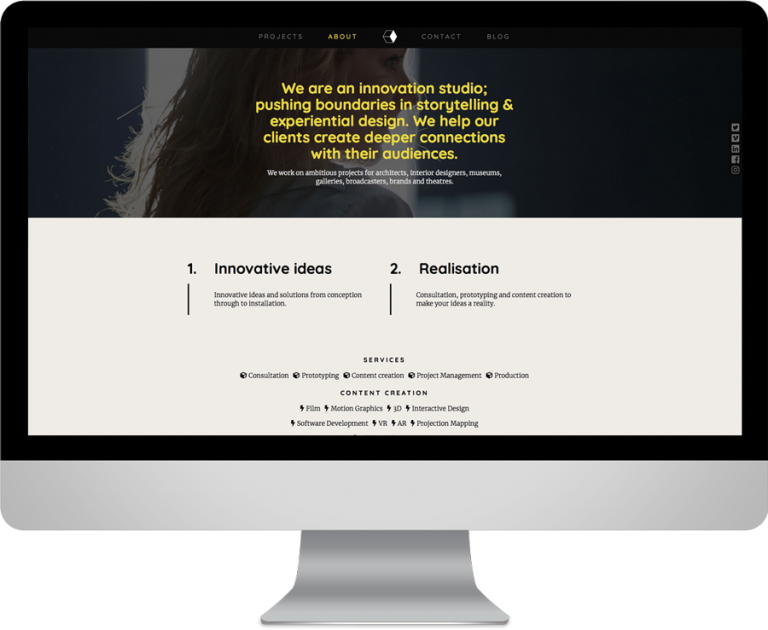 PROJECTS ABOUT CONTACT BLOG
We are an innovation studio;
pushing boundaries in storytelling &
experiential design. We help our
clients create deeper connections
with their audiences.
We work on ambitious projects for architects, interior designers, museums,
galleries, broadcasters, brands and theatres.
1. Innovative ideas
Innovative ideas and solutions from conception
through to installation.
2. Realisation
Consultation, prototyping and content creation to
make your ideas a reality.
SERVICES
Consultation Prototyping Content creation Project Management Production
CONTENT CREATION
Film Motion Graphics 3D Interactive Design
Software Development VR AR Projection Mapping